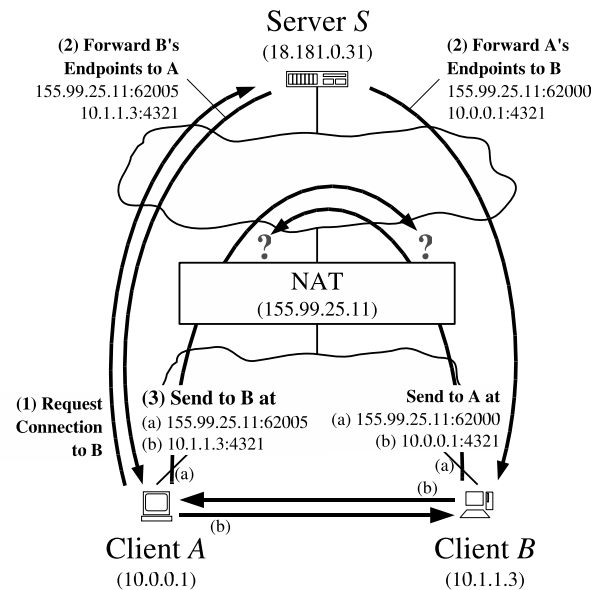 Server S
(18.181.0.31)
(2) Forward B's
Endpoints to A
155.99.25.11:62005
10.1.1.3:4321
(2) Forward A's
Endpoints to B
155.99.25.11:62000
10.0.0.1:4321
?
?
NAT
(155.99.25.11)
(1) Request
Connection
to B
(3) Send to B at
(a) 155.99.25.11:62005
(b) 10.1.1.3:4321
Send to A at
(a) 155.99.25.11:62000
(b) 10.0.0.1:4321
(a)
(a)
(b)
(b)
Client A
(10.0.0.1)
Client B
(10.1.1.3)